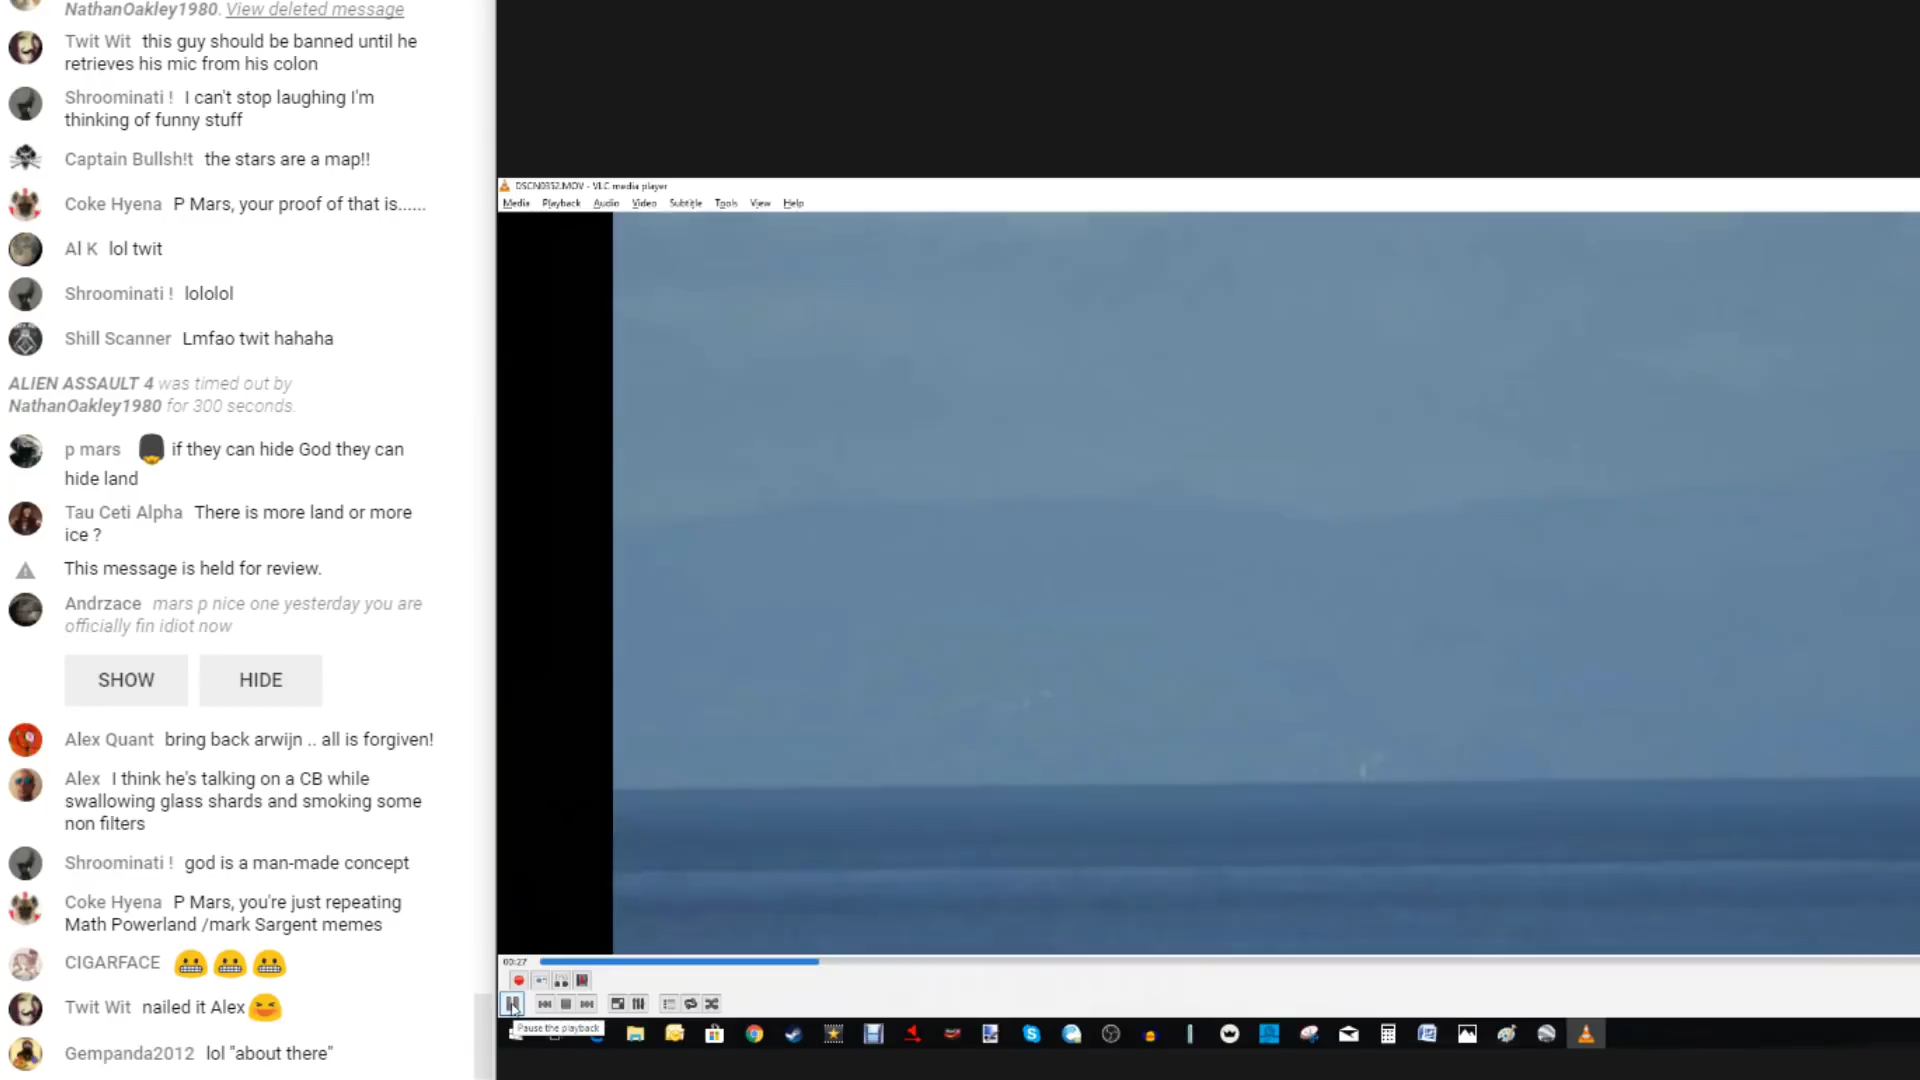 NathanOakley1980. View deleted message
Twit Wit this guy should be banned until he
retrieves his mic from his colon
Shroominati ! I can't stop laughing I'm
thinking of funny stuff
Captain Bullsh!t the stars are a map!!
Coke Hyena P Mars, your proof of that is......
Al K lol twit
Shroominati ! lololol
Shill Scanner Lmfao twit hahaha
ALIEN ASSAULT 4 was timed out by
NathanOakley1980 for 300 seconds.
p mars if they can hide God they can
hide land
Tau Ceti Alpha There is more land or more
ice ?
This message is held for review.
Andrzace mars p nice one yesterday you are
officially fin idiot now
SHOW HIDE
Alex Quant bring back arwijn .. all is forgiven!
Alex I think he's talking on a CB while
swallowing glass shards and smoking some
non filters
Shroominati ! god is a man-made concept
Coke Hyena P Mars, you're just repeating
Math Powerland /mark Sargent memes
CIGARFACE
Twit Wit nailed it Alex
Gempanda2012 lol "about there"
DSCN0352.MOV - VLC media player
Media Playback Audio Video Subtitle Tools View Help
00:27
Pause the playback